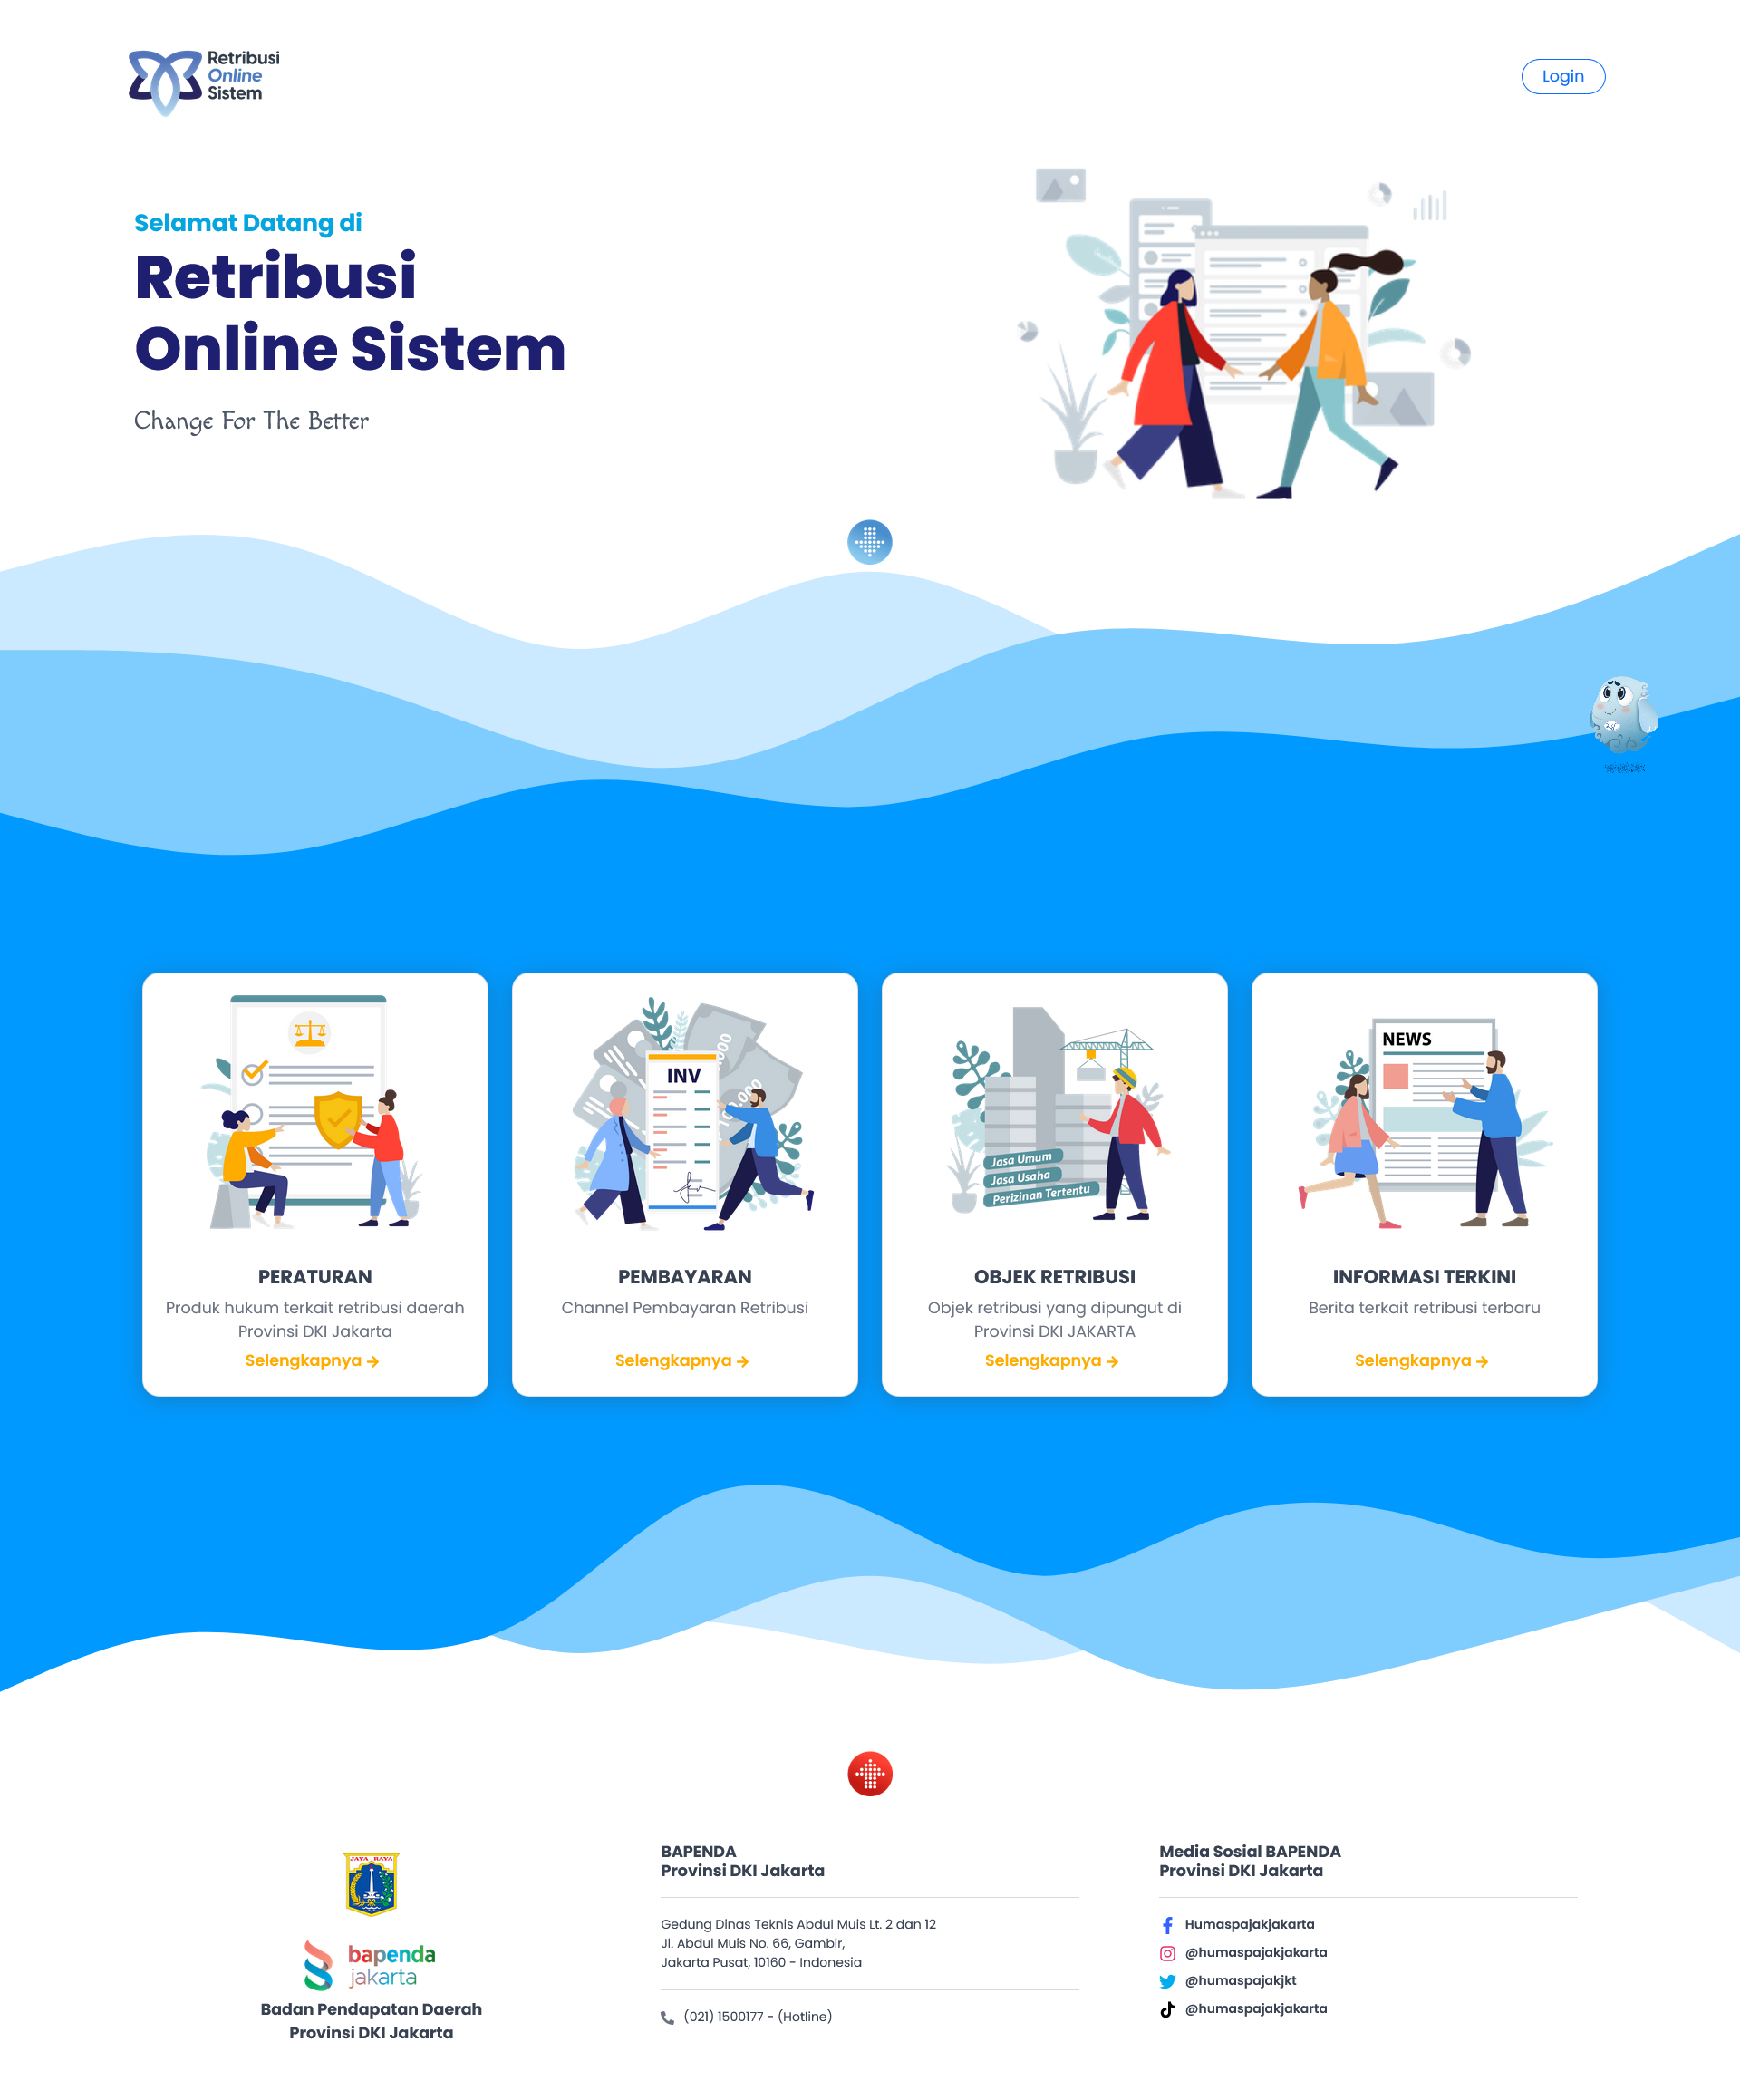 Retribusi
Online
Sistem
Login
Selamat Datang di
Retribusi
Online Sistem
Change For The Better
INV
Jasa Umum
Jasa Usaha
Perizinan Tertentu
NEWS
PERATURAN
Produk hukum terkait retribusi daerah
Provinsi DKI Jakarta
Selengkapnya →
PEMBAYARAN
Channel Pembayaran Retribusi
Selengkapnya →
OBJEK RETRIBUSI
Objek retribusi yang dipungut di
Provinsi DKI JAKARTA
Selengkapnya →
INFORMASI TERKINI
Berita terkait retribusi terbaru
Selengkapnya →
JAYA RAYA
bapenda
jakarta
Badan Pendapatan Daerah
Provinsi DKI Jakarta
BAPENDA
Provinsi DKI Jakarta
Gedung Dinas Teknis Abdul Muis Lt. 2 dan 12
Jl. Abdul Muis No. 66, Gambir,
Jakarta Pusat, 10160 - Indonesia
(021) 1500177 - (Hotline)
Media Sosial BAPENDA
Provinsi DKI Jakarta
Humaspajakjakarta
@humaspajakjakarta
@humaspajakjkt
@humaspajakjakarta